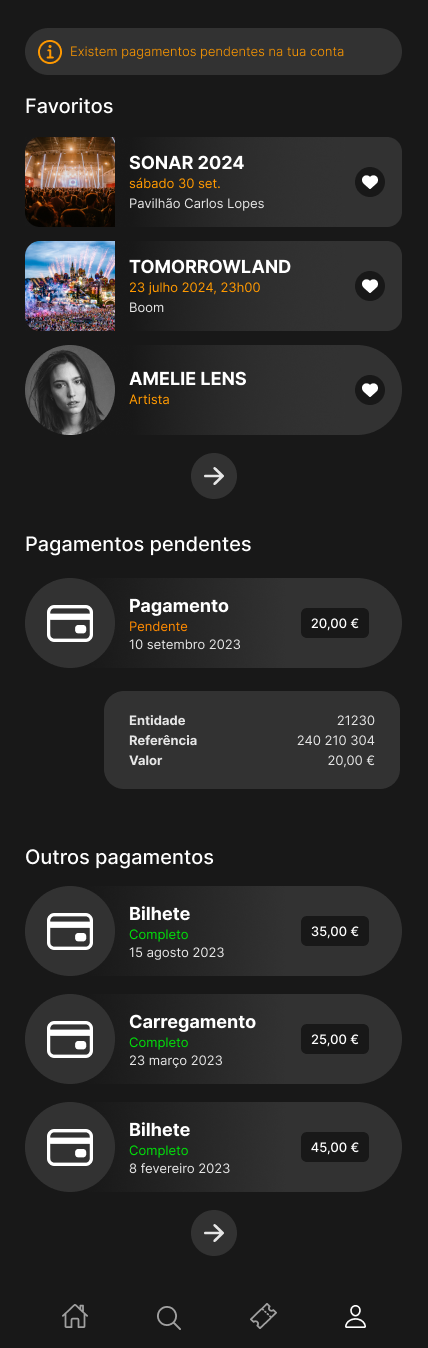 Existem pagamentos pendentes na tua conta
Favoritos
SONAR 2024
sábado 30 set.
Pavilhão Carlos Lopes
TOMORROWLAND
23 julho 2024, 23h00
Boom
AMELIE LENS
Artista
Pagamentos pendentes
Pagamento
Pendente
10 setembro 2023
20,00 €
Entidade 21230
Referência 240 210 304
Valor 20,00 €
Outros pagamentos
Bilhete
Completo
15 agosto 2023
35,00 €
Carregamento
Completo
23 março 2023
25,00 €
Bilhete
Completo
8 fevereiro 2023
45,00 €